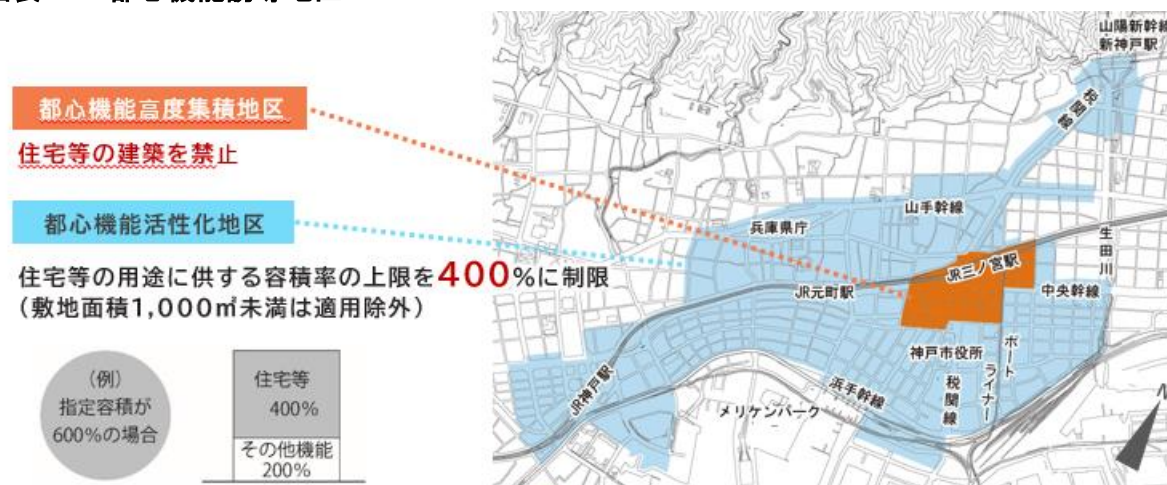 都心機能高度集積地区
住宅等の建築を禁止
都心機能活性化地区
住宅等の用途に供する容積率の上限を400%に制限
（敷地面積1,000㎡未満は適用除外）
（例）
指定容積が
600%の場合
住宅等
400%
その他機能
200%
山陽新幹線
新神戸駅
税関線
山手幹線
兵庫県庁
生田川
JR三ノ宮駅
JR元町駅
中央幹線
神戸市役所
ポートライナー
税関線
浜手幹線
メリケンパーク
JR神戸駅
N